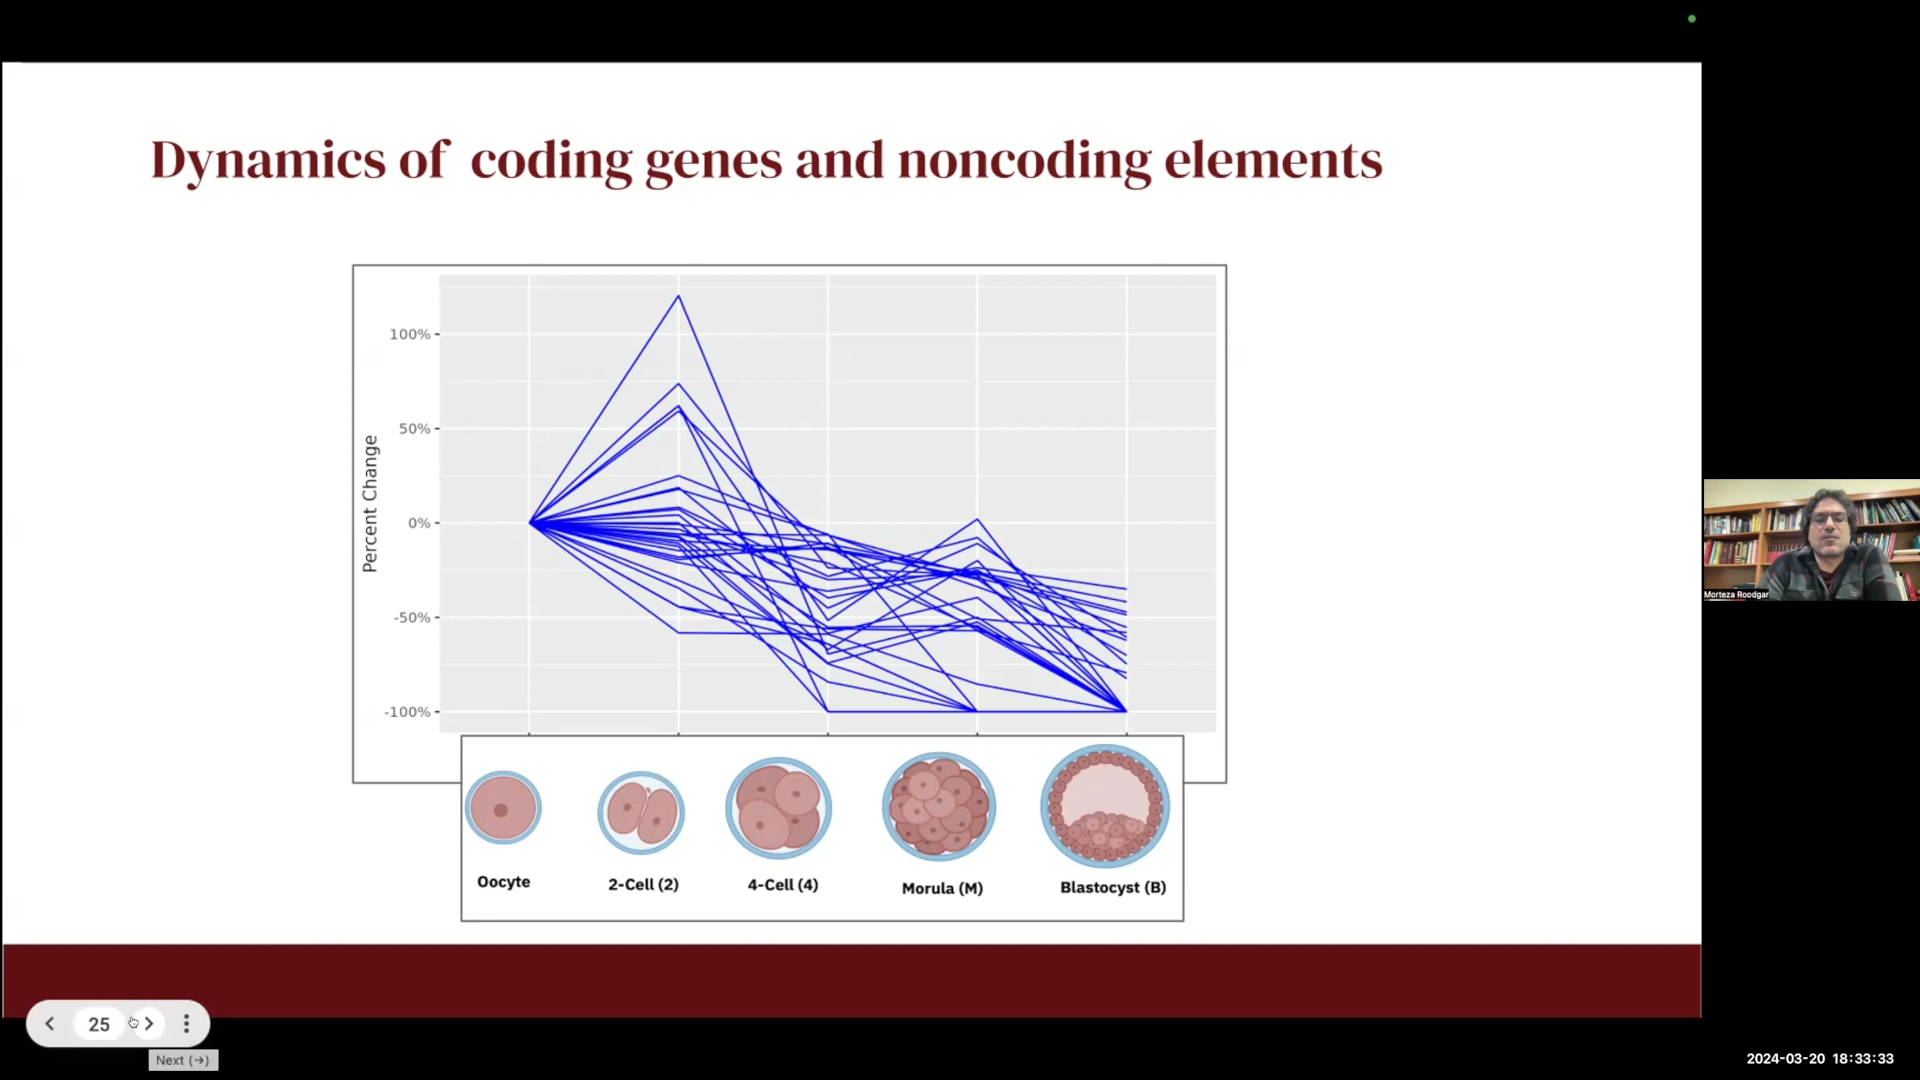 Dynamics of coding genes and noncoding elements
Percent Change
100%
50%
0%
-50%
-100%
Oocyte
2-Cell (2)
4-Cell (4)
Morula (M)
Blastocyst (B)
Morteza Roodgar
25
Next (→)
2024-03-20 18:33:33